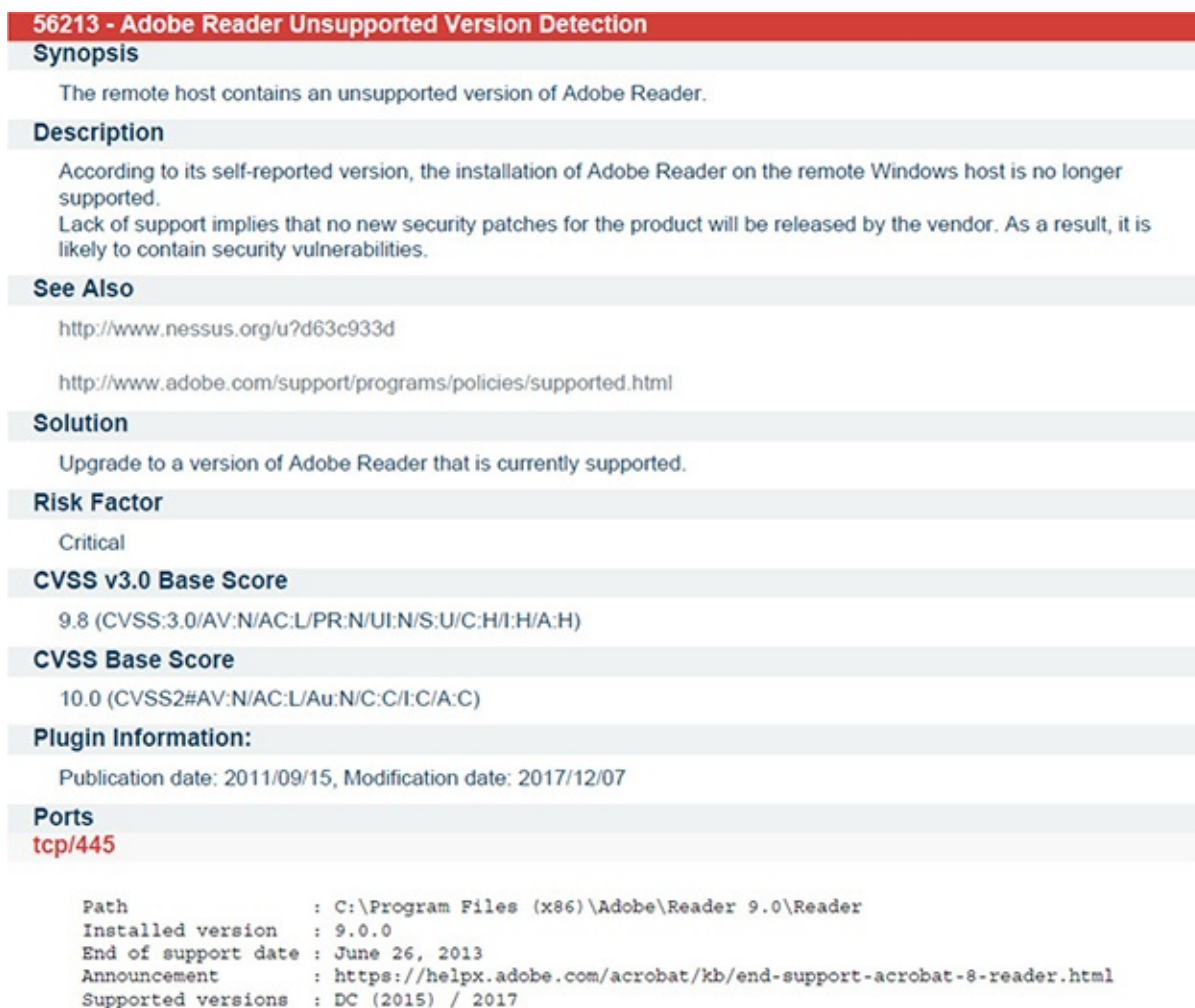 56213 - Adobe Reader Unsupported Version Detection
Synopsis
The remote host contains an unsupported version of Adobe Reader.
Description
According to its self-reported version, the installation of Adobe Reader on the remote Windows host is no longer
supported.
Lack of support implies that no new security patches for the product will be released by the vendor. As a result, it is
likely to contain security vulnerabilities.
See Also
http://www.nessus.org/u?d63c933d
http://www.adobe.com/support/programs/policies/supported.html
Solution
Upgrade to a version of Adobe Reader that is currently supported.
Risk Factor
Critical
CVSS v3.0 Base Score
9.8 (CVSS:3.0/AV:N/AC:L/PR:N/UI:N/S:U/C:H/I:H/A:H)
CVSS Base Score
10.0 (CVSS2#AV:N/AC:L/Au:N/C:C/I:C/A:C)
Plugin Information:
Publication date: 2011/09/15, Modification date: 2017/12/07
Ports
tcp/445
Path : C:\Program Files (x86)\Adobe\Reader 9.0\Reader
Installed version : 9.0.0
End of support date : June 26, 2013
Announcement : https://helpx.adobe.com/acrobat/kb/end-support-acrobat-8-reader.html
Supported versions : DC (2015) / 2017